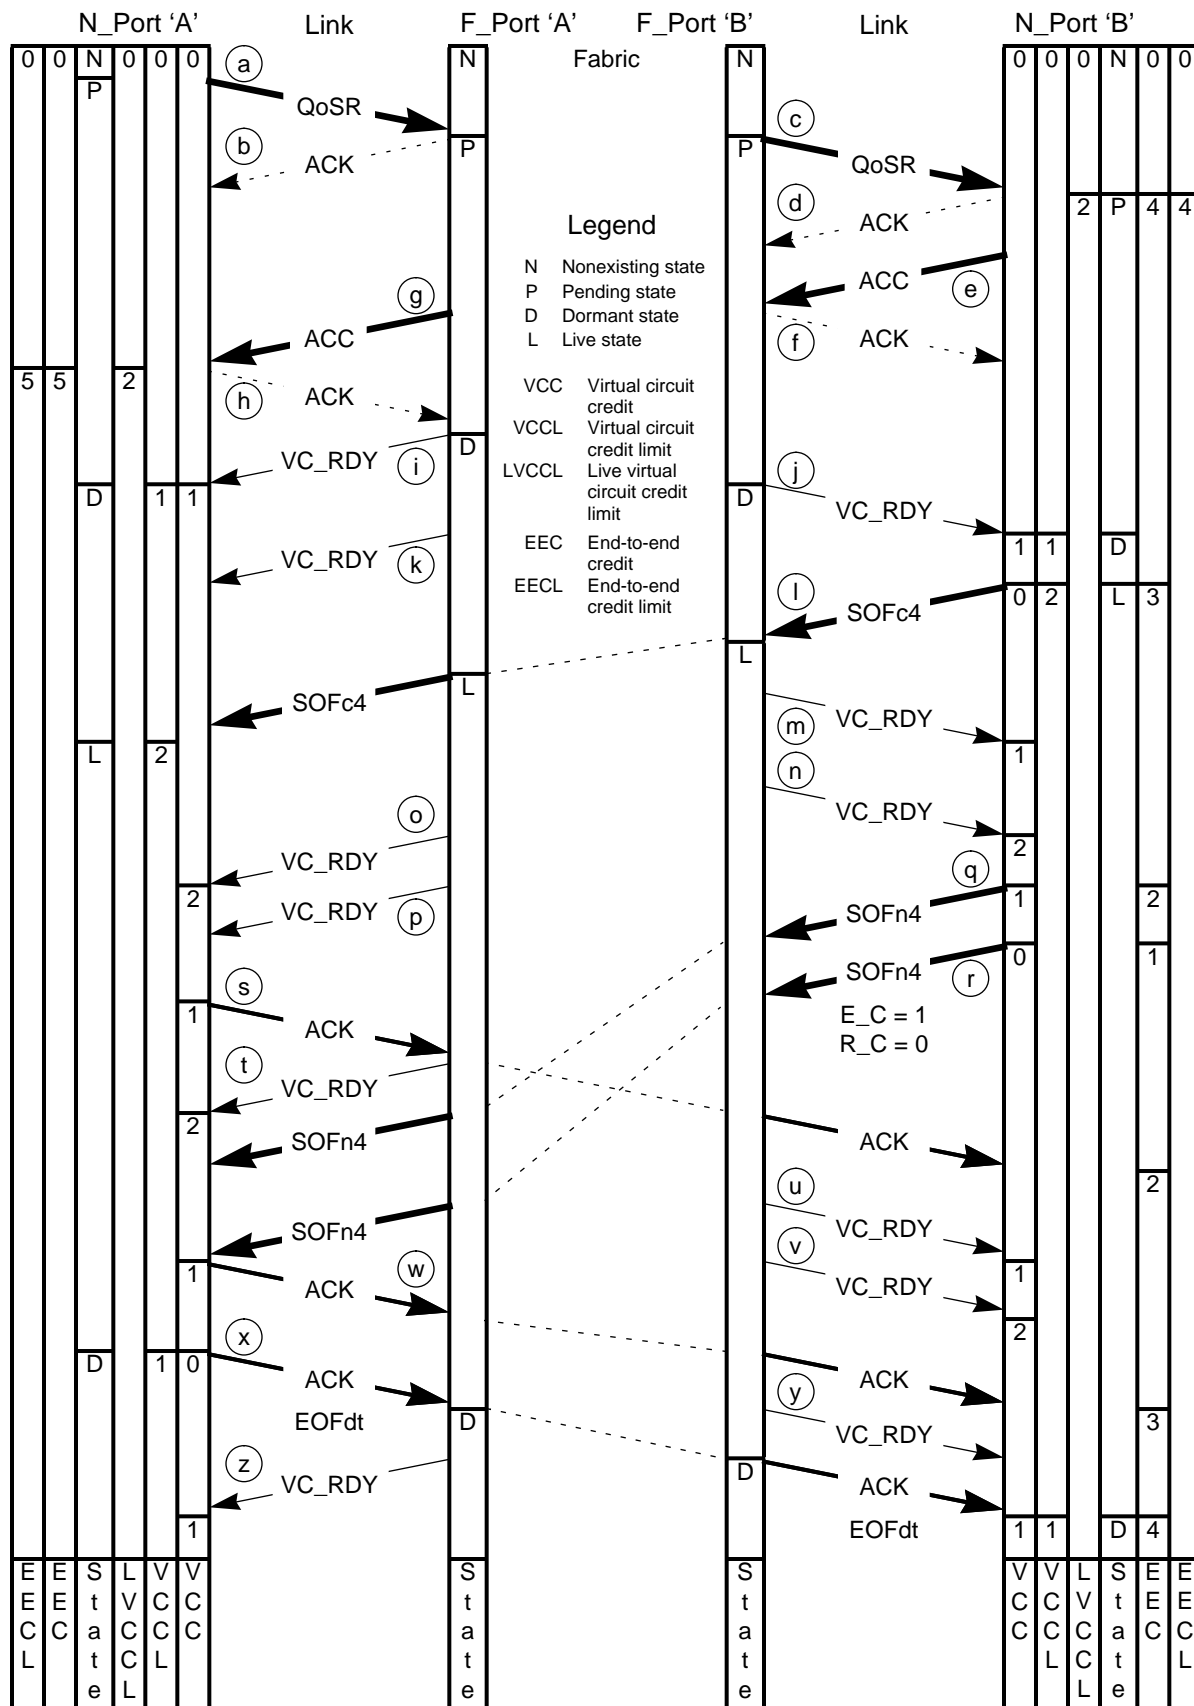 N_Port ‘A’ Link F_Port ‘A’ F_Port ‘B’ Link N_Port ‘B’
0 0 N 0 0 0 N Fabric N 0 0 0 N 0 0
a
P
QoSR
c
b
P P
ACK
QoSR
d
2 P 4 4
ACK
Legend
N Nonexisting state
P Pending state
D Dormant state
L Live state
VCC Virtual circuit
credit
VCCL Virtual circuit
credit limit
LVCCL Live virtual
circuit credit
limit
EEC End-to-end
credit
EECL End-to-end
credit limit
ACC
e
g
ACC
f
ACK
5 5 2
h
ACK
D
VC_RDY
i
j
D 1 1
D
VC_RDY
VC_RDY
k
1 1 D
l
0 2 L 3
SOFc4
L
L
SOFc4
VC_RDY
m
L 2
1
n
VC_RDY
o
VC_RDY
2
q
2
1 2
VC_RDY
p
SOFn4
0 1
SOFn4
r
s
E_C = 1
R_C = 0
1
ACK
t
VC_RDY
2
SOFn4
ACK
2
u
SOFn4
VC_RDY
v
1
w
1
ACK
VC_RDY
2
x
D 1 0
ACK
ACK
y
EOFdt
D
3
VC_RDY
z
D
VC_RDY
ACK
1
EOFdt
1 1 D 4
EECL
EEC
State
LVCCL
VCCL
VCC
State
State
VCC
VCCL
LVCCL
State
EEC
EECL